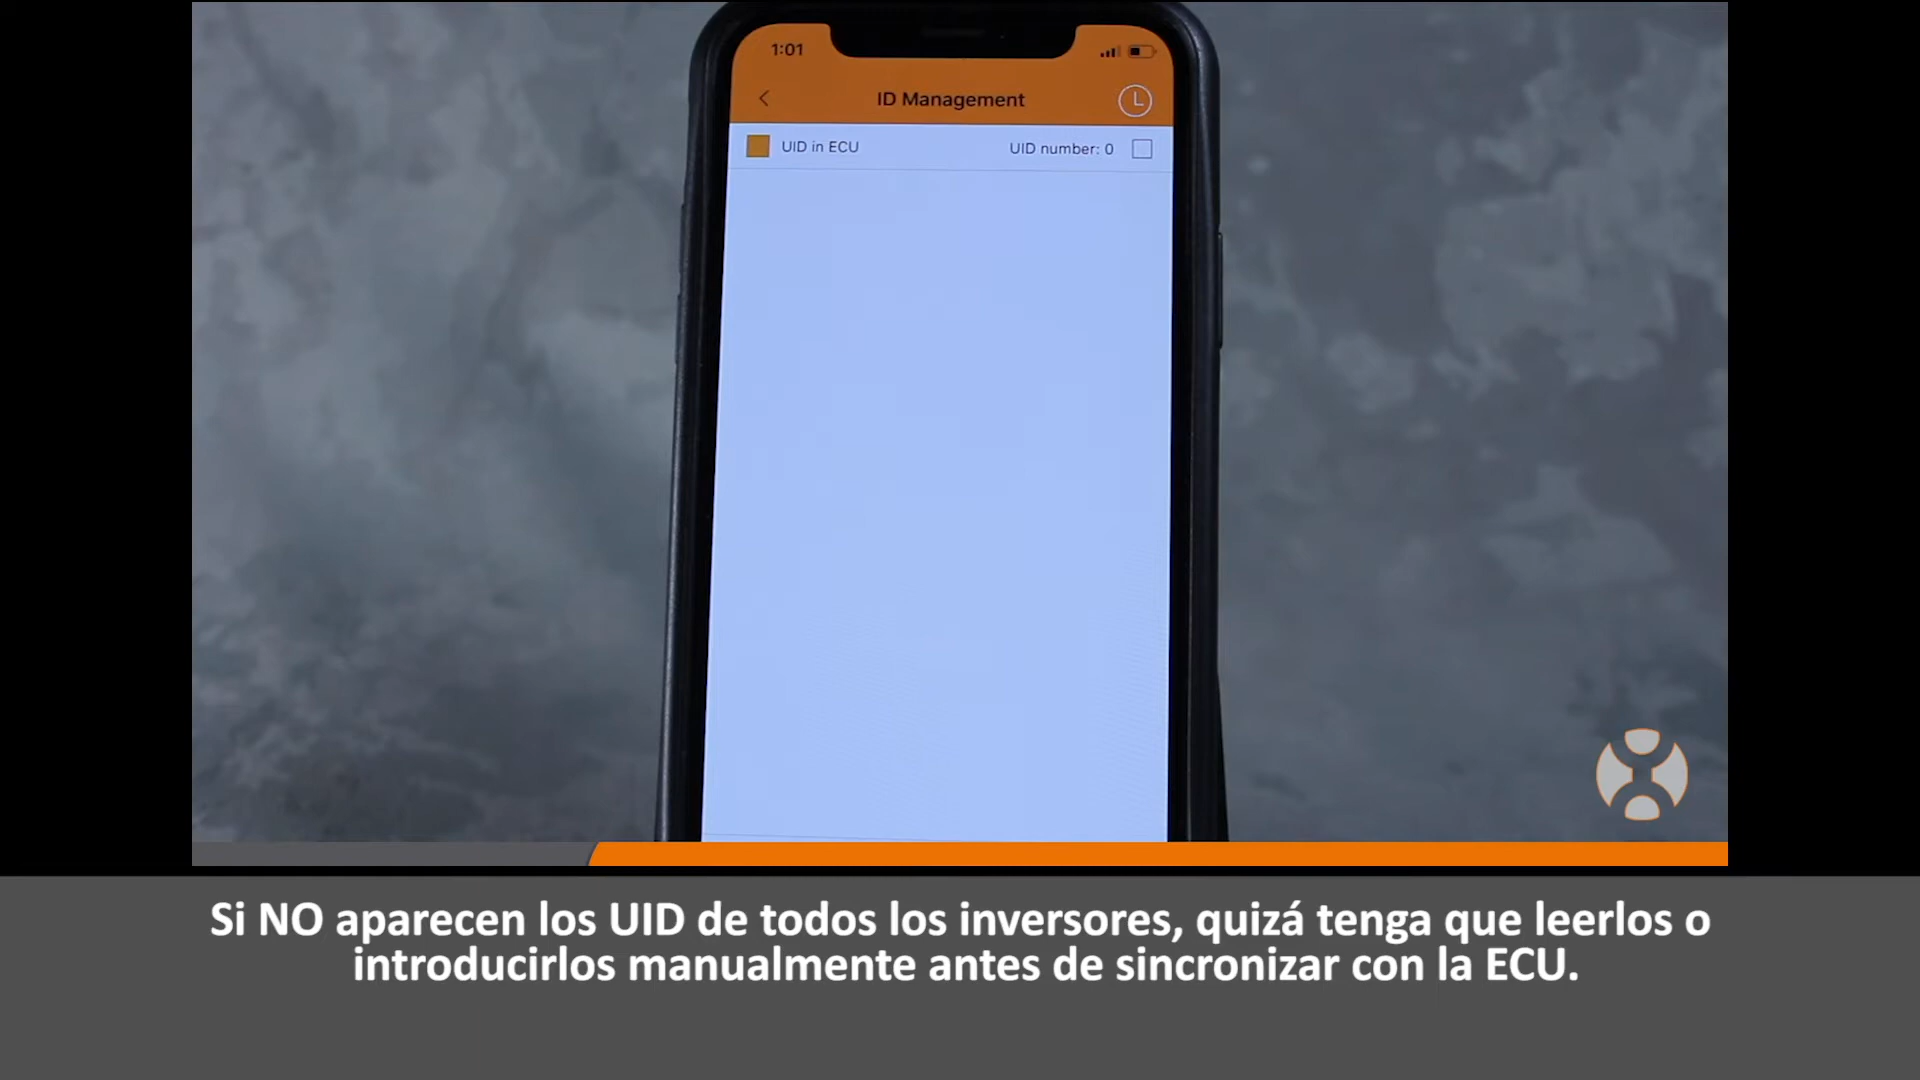 1:01
ID Management
UID in ECU
UID number: 0
Si NO aparecen los UID de todos los inversores, quizá tenga que leerlos o
introducirlos manualmente antes de sincronizar con la ECU.